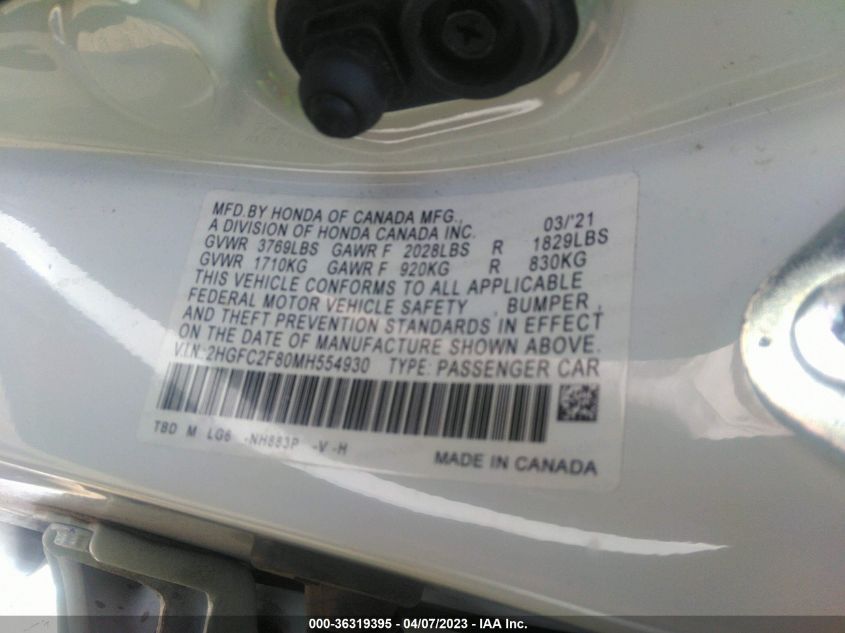 MFD.BY HONDA OF CANADA MFG., 03/'21
A DIVISION OF HONDA CANADA INC.
GVWR 3769LBS GAWR F 2028LBS R 1829LBS
GVWR 1710KG GAWR F 920KG R 830KG
THIS VEHICLE CONFORMS TO ALL APPLICABLE
FEDERAL MOTOR VEHICLE SAFETY , BUMPER ,
AND THEFT PREVENTION STANDARDS IN EFFECT
ON THE DATE OF MANUFACTURE SHOWN ABOVE.
V.I.N.:2HGFC2F80MH554930 TYPE: PASSENGER CAR
TBD M LG6 -NH883P -V -H
MADE IN CANADA
000-36319395 - 04/07/2023 - IAA Inc.